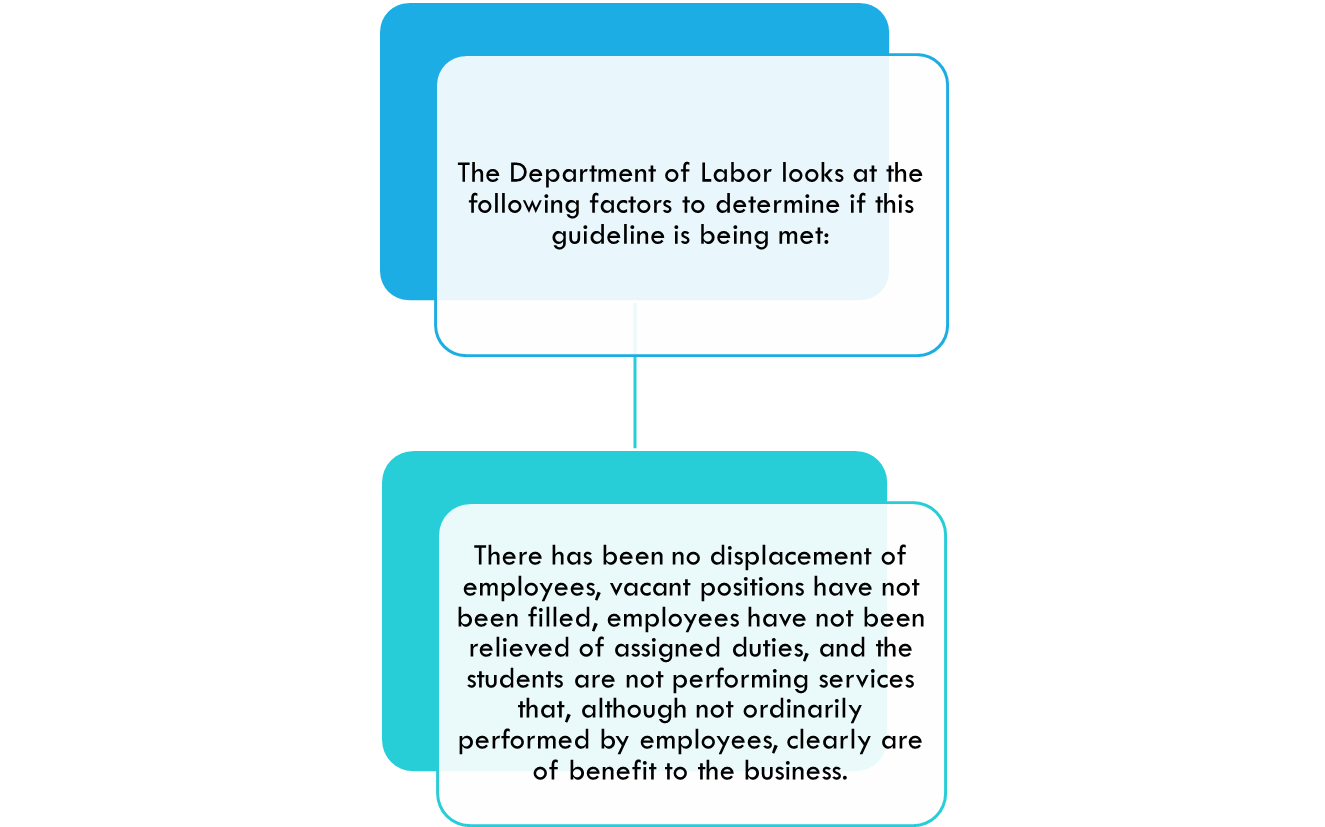 The Department of Labor looks at the
following factors to determine if this
guideline is being met:
There has been no displacement of
employees, vacant positions have not
been filled, employees have not been
relieved of assigned duties, and the
students are not performing services
that, although not ordinarily
performed by employees, clearly are
of benefit to the business.